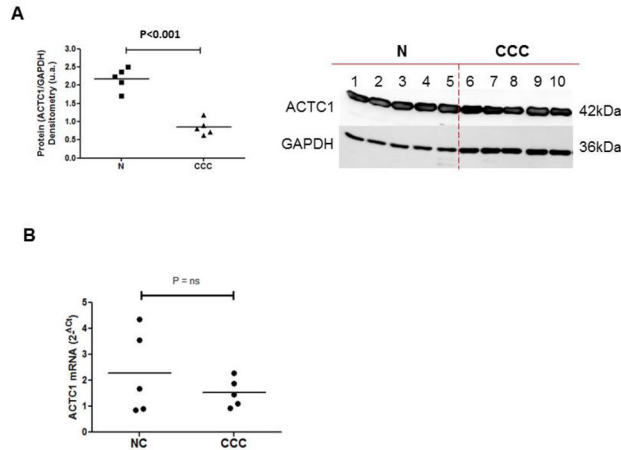 A
P<0.001
Protein (ACTC1/GAPDH)
Densitometry (u.a.)
3.0
2.5
2.0
1.5
1.0
0.5
0.0
N
CCC
N CCC
1 2 3 4 5 6 7 8 9 10
ACTC1 42kDa
GAPDH 36kDa
B
P = ns
ACTC1 mRNA (2-ΔCt)
5
4
3
2
1
0
NC
CCC